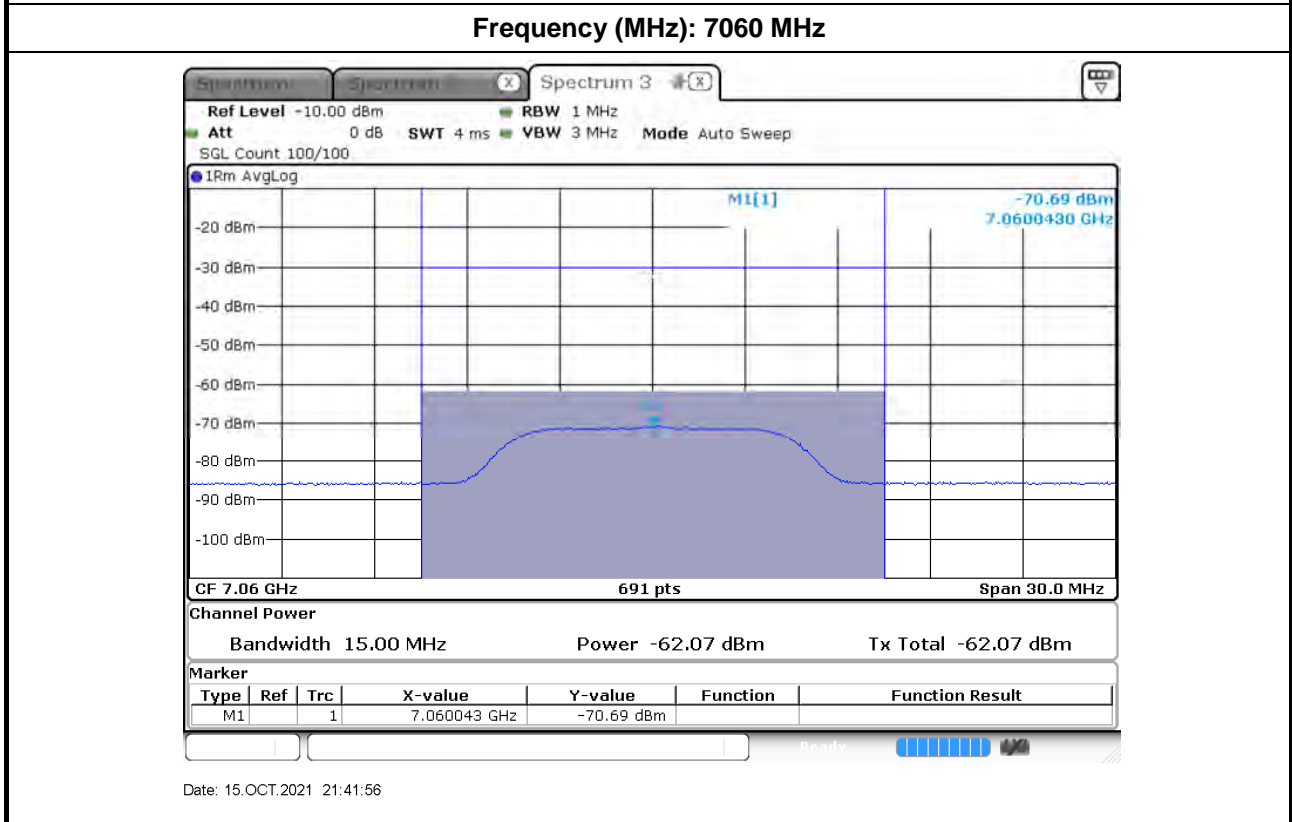 Frequency (MHz): 7060 MHz
Spectrum 3
Ref Level -10.00 dBm RBW 1 MHz
Att 0 dB SWT 4 ms VBW 3 MHz Mode Auto Sweep
SGL Count 100/100
1Rm AvgLog
M1[1] -70.69 dBm
7.0600430 GHz
-20 dBm
-30 dBm
-40 dBm
-50 dBm
-60 dBm
-70 dBm
-80 dBm
-90 dBm
-100 dBm
CF 7.06 GHz 691 pts Span 30.0 MHz
Channel Power
Bandwidth 15.00 MHz Power -62.07 dBm Tx Total -62.07 dBm
Marker
Type Ref Trc X-value Y-value Function Function Result
M1 1 7.060043 GHz -70.69 dBm
Ready
Date: 15.OCT.2021 21:41:56